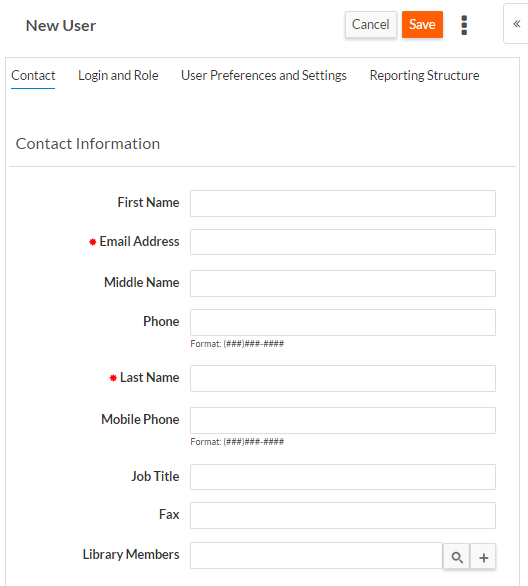 New User
Cancel
Save
Contact
Login and Role
User Preferences and Settings
Reporting Structure
Contact Information
First Name
Email Address
Middle Name
Phone
Format: (###)###-####
Last Name
Mobile Phone
Format: (###)###-####
Job Title
Fax
Library Members